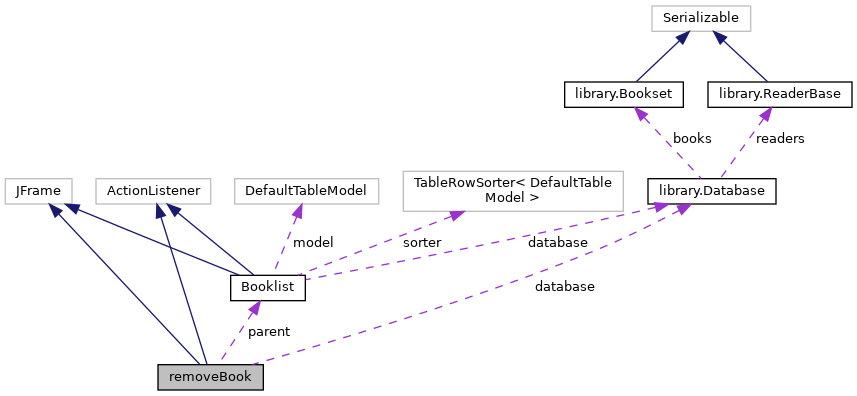 Serializable
library.Bookset
library.ReaderBase
books
readers
JFrame
ActionListener
DefaultTableModel
TableRowSorter< DefaultTable
Model >
library.Database
model
sorter
database
Booklist
database
parent
removeBook